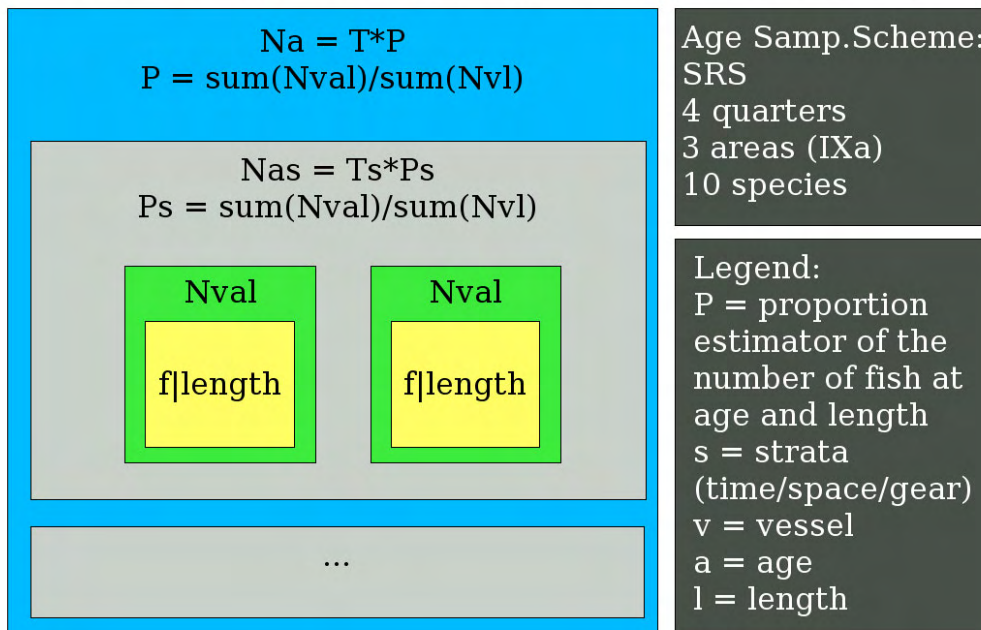 Na = T*P
P = sum(Nval)/sum(Nvl)
Nas = Ts*Ps
Ps = sum(Nval)/sum(Nvl)
Nval
f|length
Nval
f|length
...
Age Samp.Scheme:
SRS
4 quarters
3 areas (IXa)
10 species
Legend:
P = proportion
estimator of the
number of fish at
age and length
s = strata
(time/space/gear)
v = vessel
a = age
l = length